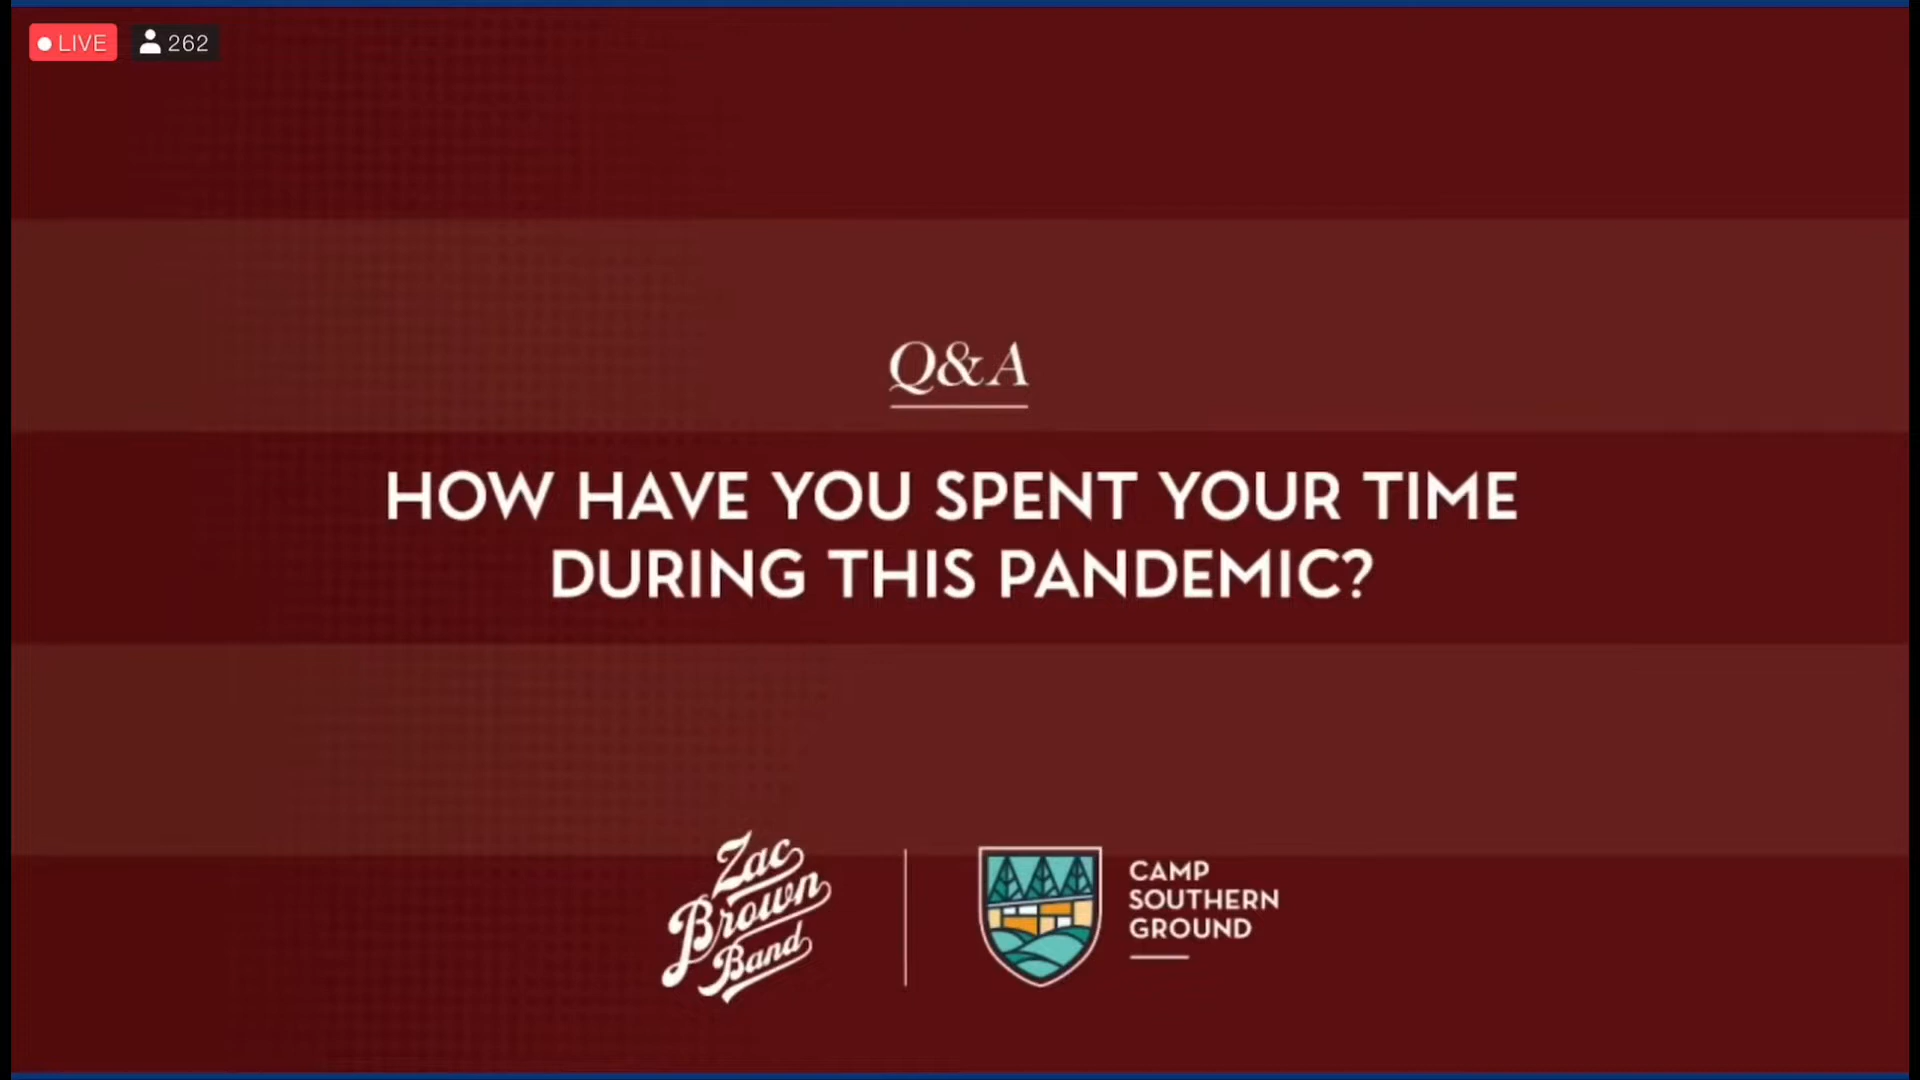 LIVE
262
Q&A
HOW HAVE YOU SPENT YOUR TIME
DURING THIS PANDEMIC?
Zac
Brown
Band
CAMP
SOUTHERN
GROUND